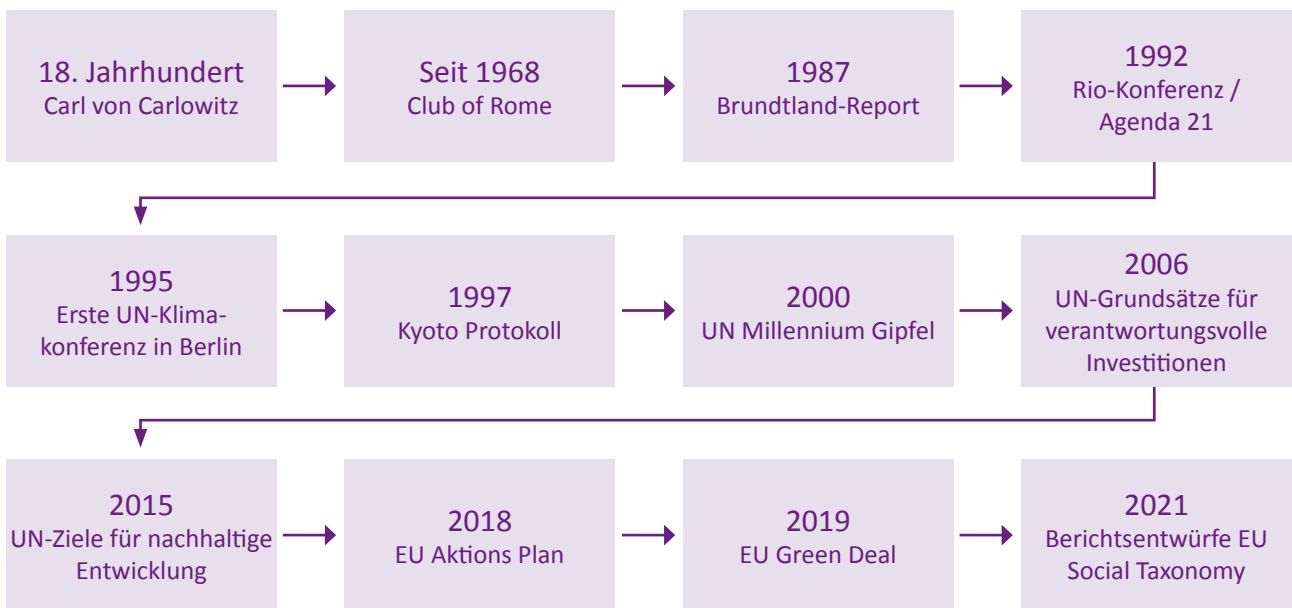 18. Jahrhundert
Carl von Carlowitz
Seit 1968
Club of Rome
1987
Brundtland-Report
1992
Rio-Konferenz /
Agenda 21
1995
Erste UN-Klima-
konferenz in Berlin
1997
Kyoto Protokoll
2000
UN Millennium Gipfel
2006
UN-Grundsätze für
verantwortungsvolle
Investitionen
2015
UN-Ziele für nachhaltige
Entwicklung
2018
EU Aktions Plan
2019
EU Green Deal
2021
Berichtsentwürfe EU
Social Taxonomy